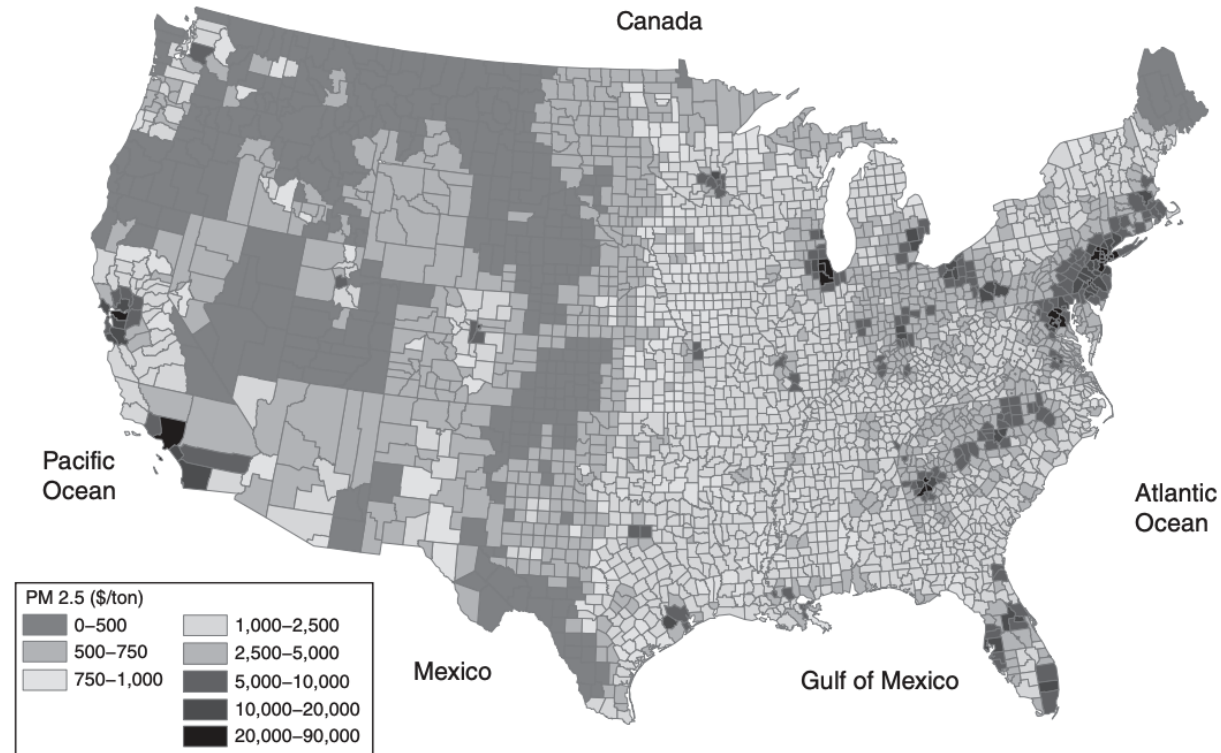 Canada
Pacific
Ocean
Atlantic
Ocean
PM 2.5 ($/ton)
0–500
500–750
750–1,000
1,000–2,500
2,500–5,000
5,000–10,000
10,000–20,000
20,000–90,000
Mexico
Gulf of Mexico